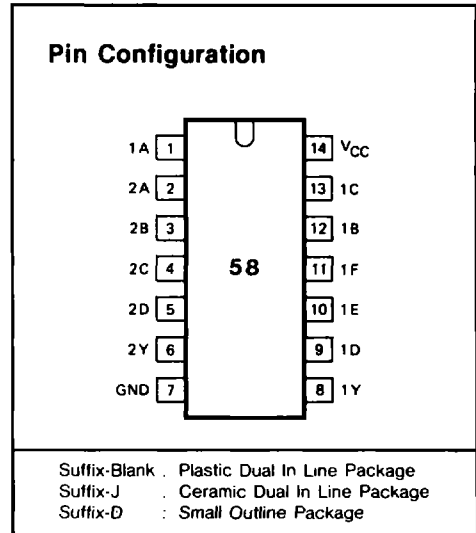 Pin Configuration
1A 1 14 VCC
2A 2 13 1C
2B 3 12 1B
2C 4 58 11 1F
2D 5 10 1E
2Y 6 9 1D
GND 7 8 1Y
Suffix-Blank . Plastic Dual In Line Package
Suffix-J . Ceramic Dual In Line Package
Suffix-D : Small Outline Package